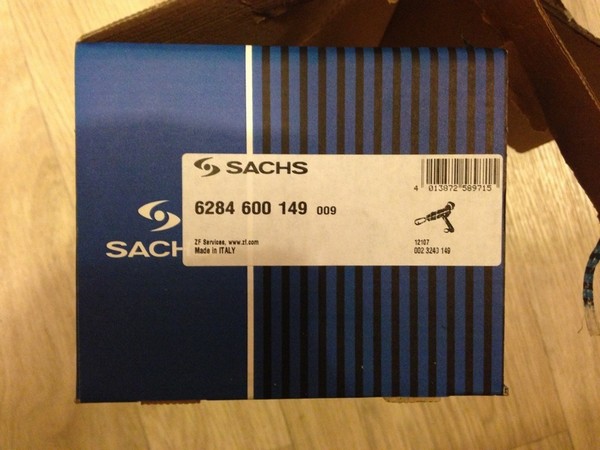 SACHS
4 013872 589715
6284 600 149 009
SACH
ZF Services, www.zf.com
Made in ITALY
12107
002 3243 149